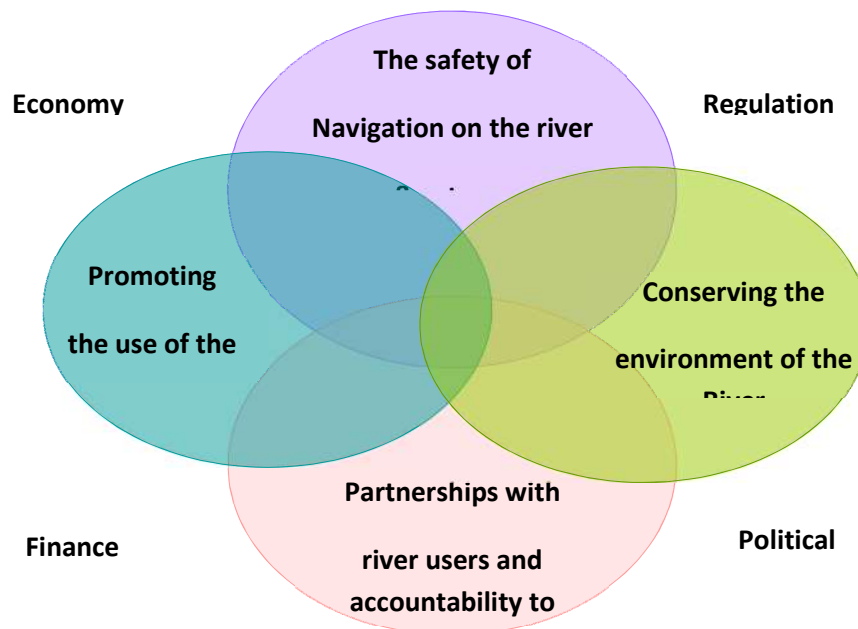 The safety of
Economy
Regulation
Navigation on the river
Promoting
Conserving the
the use of the
environment of the
River
Partnerships with
Finance
river users and
Political
accountability to